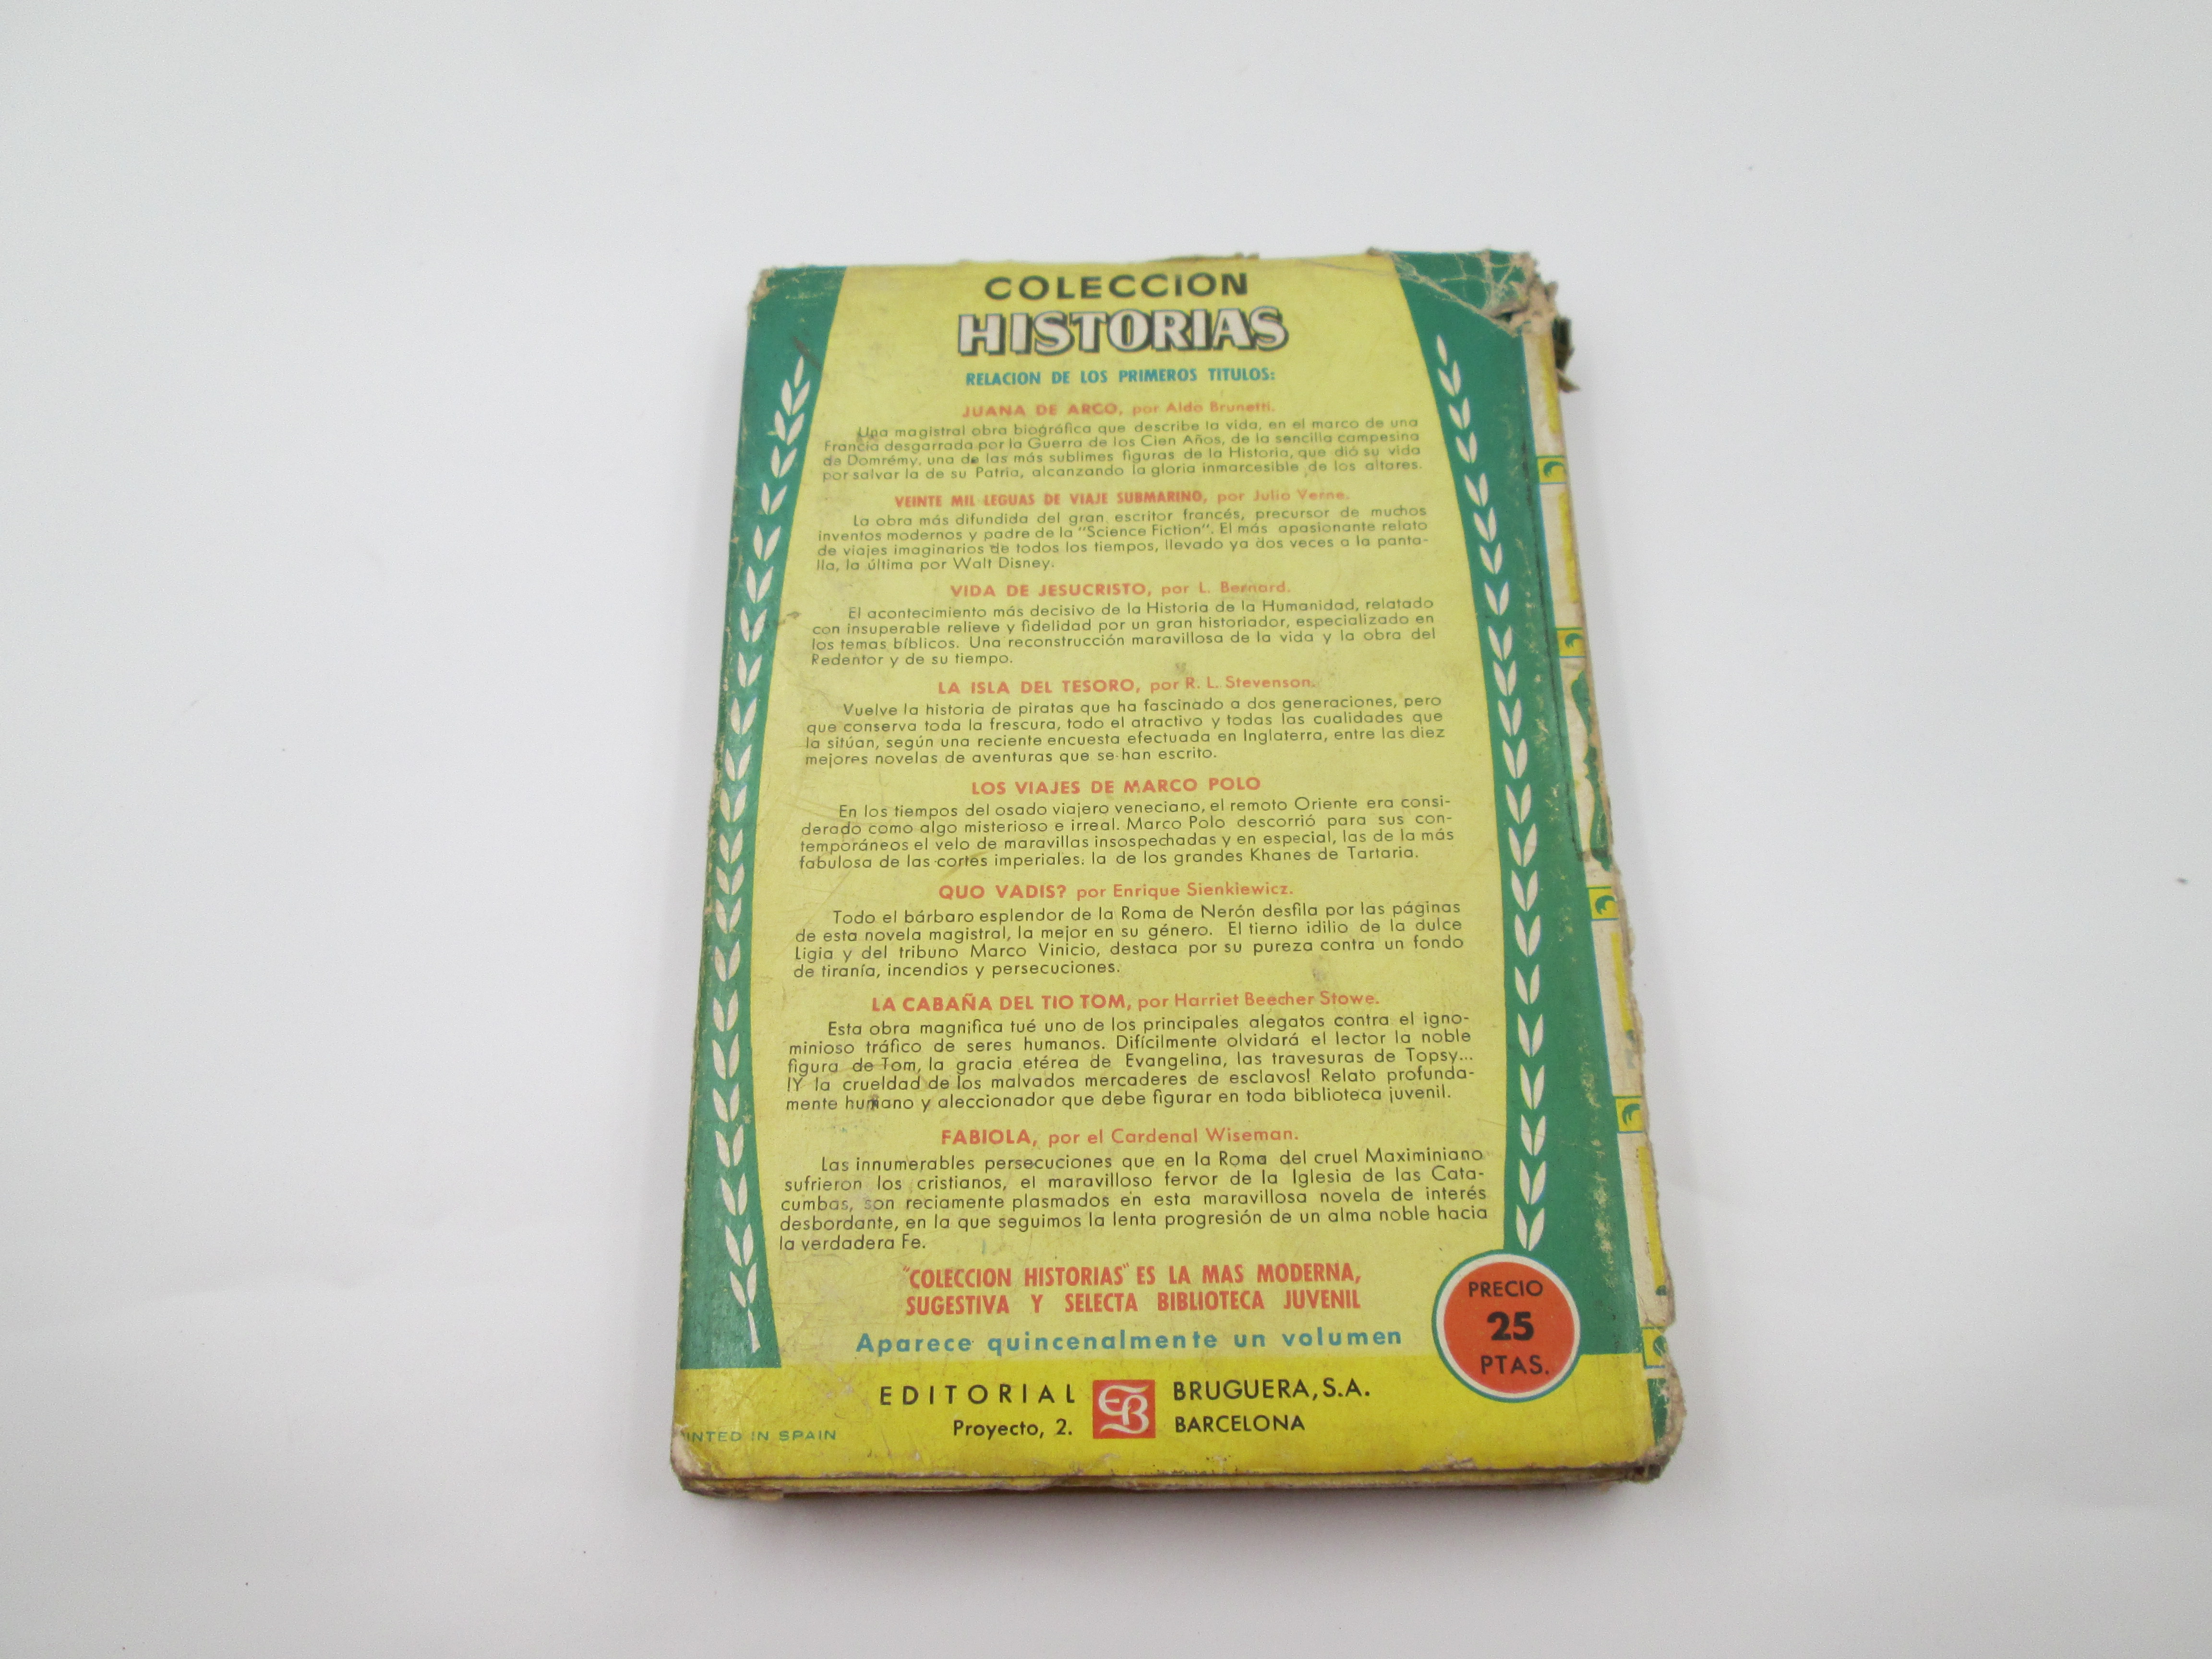 COLECCION
HISTORIAS
RELACION DE LOS PRIMEROS TITULOS:
JUANA DE ARCO, por Aldo Brunetti.
Una magistral obra biográfica que describe la vida, en el marco de una
Francia desgarrada por la Guerra de los Cien Años, de la sencilla campesina
de Domrémy, una de las más sublimes figuras de la Historia, que dió su vida
por salvar la de su Patria, alcanzando la gloria inmarcesible de los altares.
VEINTE MIL LEGUAS DE VIAJE SUBMARINO, por Julio Verne.
La obra más difundida del gran escritor francés, precursor de muchos
inventos modernos y padre de la "Science Fiction". El más apasionante relato
de viajes imaginarios de todos los tiempos, llevado ya dos veces a la panta-
lla, la última por Walt Disney.
VIDA DE JESUCRISTO, por L. Bernard.
El acontecimiento más decisivo de la Historia de la Humanidad, relatado
con insuperable relieve y fidelidad por un gran historiador, especializado en
los temas bíblicos. Una reconstrucción maravillosa de la vida y la obra del
Redentor y de su tiempo.
LA ISLA DEL TESORO, por R. L. Stevenson.
Vuelve la historia de piratas que ha fascinado a dos generaciones, pero
que conserva toda la frescura, todo el atractivo y todas las cualidades que
la sitúan, según una reciente encuesta efectuada en Inglaterra, entre las diez
mejores novelas de aventuras que se han escrito.
LOS VIAJES DE MARCO POLO
En los tiempos del osado viajero veneciano, el remoto Oriente era consi-
derado como algo misterioso e irreal. Marco Polo descorrió para sus con-
temporáneos el velo de maravillas insospechadas y en especial, las de la más
fabulosa de las cortes imperiales: la de los grandes Khanes de Tartaria.
QUO VADIS? por Enrique Sienkiewicz.
Todo el bárbaro esplendor de la Roma de Nerón desfila por las páginas
de esta novela magistral, la mejor en su género. El tierno idilio de la dulce
Ligia y del tribuno Marco Vinicio, destaca por su pureza contra un fondo
de tiranía, incendios y persecuciones.
LA CABAÑA DEL TIO TOM, por Harriet Beecher Stowe.
Esta obra magnifica tué uno de los principales alegatos contra el igno-
minioso tráfico de seres humanos. Difícilmente olvidará el lector la noble
figura de Tom, la gracia etérea de Evangelina, las travesuras de Topsy...
!Y la crueldad de los malvados mercaderes de esclavos! Relato profunda-
mente humano y aleccionador que debe figurar en toda biblioteca juvenil.
FABIOLA, por el Cardenal Wiseman.
Las innumerables persecuciones que en la Roma del cruel Maximiniano
sufrieron los cristianos, el maravilloso fervor de la Iglesia de las Cata-
cumbas, son reciamente plasmados en esta maravillosa novela de interés
desbordante, en la que seguimos la lenta progresión de un alma noble hacia
la verdadera Fe.
"COLECCION HISTORIAS" ES LA MAS MODERNA,
SUGESTIVA Y SELECTA BIBLIOTECA JUVENIL
Aparece quincenalmente un volumen
PRECIO
25
PTAS.
EDITORIAL EB BRUGUERA, S.A.
Proyecto, 2. BARCELONA
INTED IN SPAIN